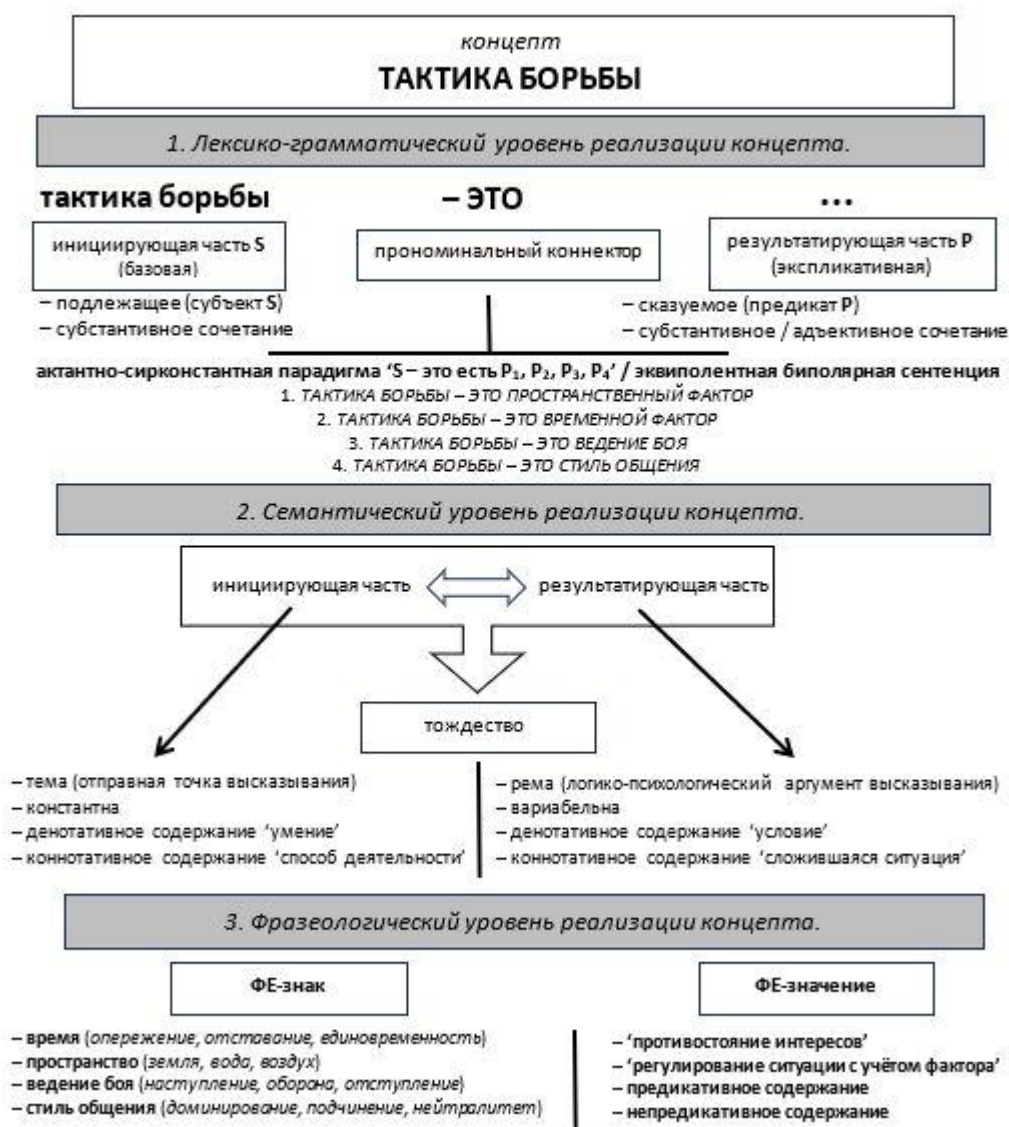 концепт
ТАКТИКА БОРЬБЫ
1. Лексико-грамматический уровень реализации концепта.
тактика борьбы – ЭТО ...
инициирующая часть S
(базовая)
прономинальный коннектор
результатирующая часть P
(экспликативная)
– подлежащее (субъект S)
– субстантивное сочетание
– сказуемое (предикат P)
– субстантивное / адъективное сочетание
актантно-сирконстантная парадигма ‘S – это есть P₁, P₂, P₃, P₄’ / эквиполентная биполярная сентенция
1. ТАКТИКА БОРЬБЫ – ЭТО ПРОСТРАНСТВЕННЫЙ ФАКТОР
2. ТАКТИКА БОРЬБЫ – ЭТО ВРЕМЕННОЙ ФАКТОР
3. ТАКТИКА БОРЬБЫ – ЭТО ВЕДЕНИЕ БОЯ
4. ТАКТИКА БОРЬБЫ – ЭТО СТИЛЬ ОБЩЕНИЯ
2. Семантический уровень реализации концепта.
инициирующая часть
результатирующая часть
тождество
– тема (отправная точка высказывания)
– константна
– денотативное содержание ‘умение’
– коннотативное содержание ‘способ деятельности’
– рема (логико-психологический аргумент высказывания)
– вариабельна
– денотативное содержание ‘условие’
– коннотативное содержание ‘сложившаяся ситуация’
3. Фразеологический уровень реализации концепта.
ФЕ-знак
ФЕ-значение
– время (опережение, отставание, единовременность)
– пространство (земля, вода, воздух)
– ведение боя (наступление, оборона, отступление)
– стиль общения (доминирование, подчинение, нейтралитет)
– ‘противостояние интересов’
– ‘регулирование ситуации с учётом фактора’
– предикативное содержание
– непредикативное содержание